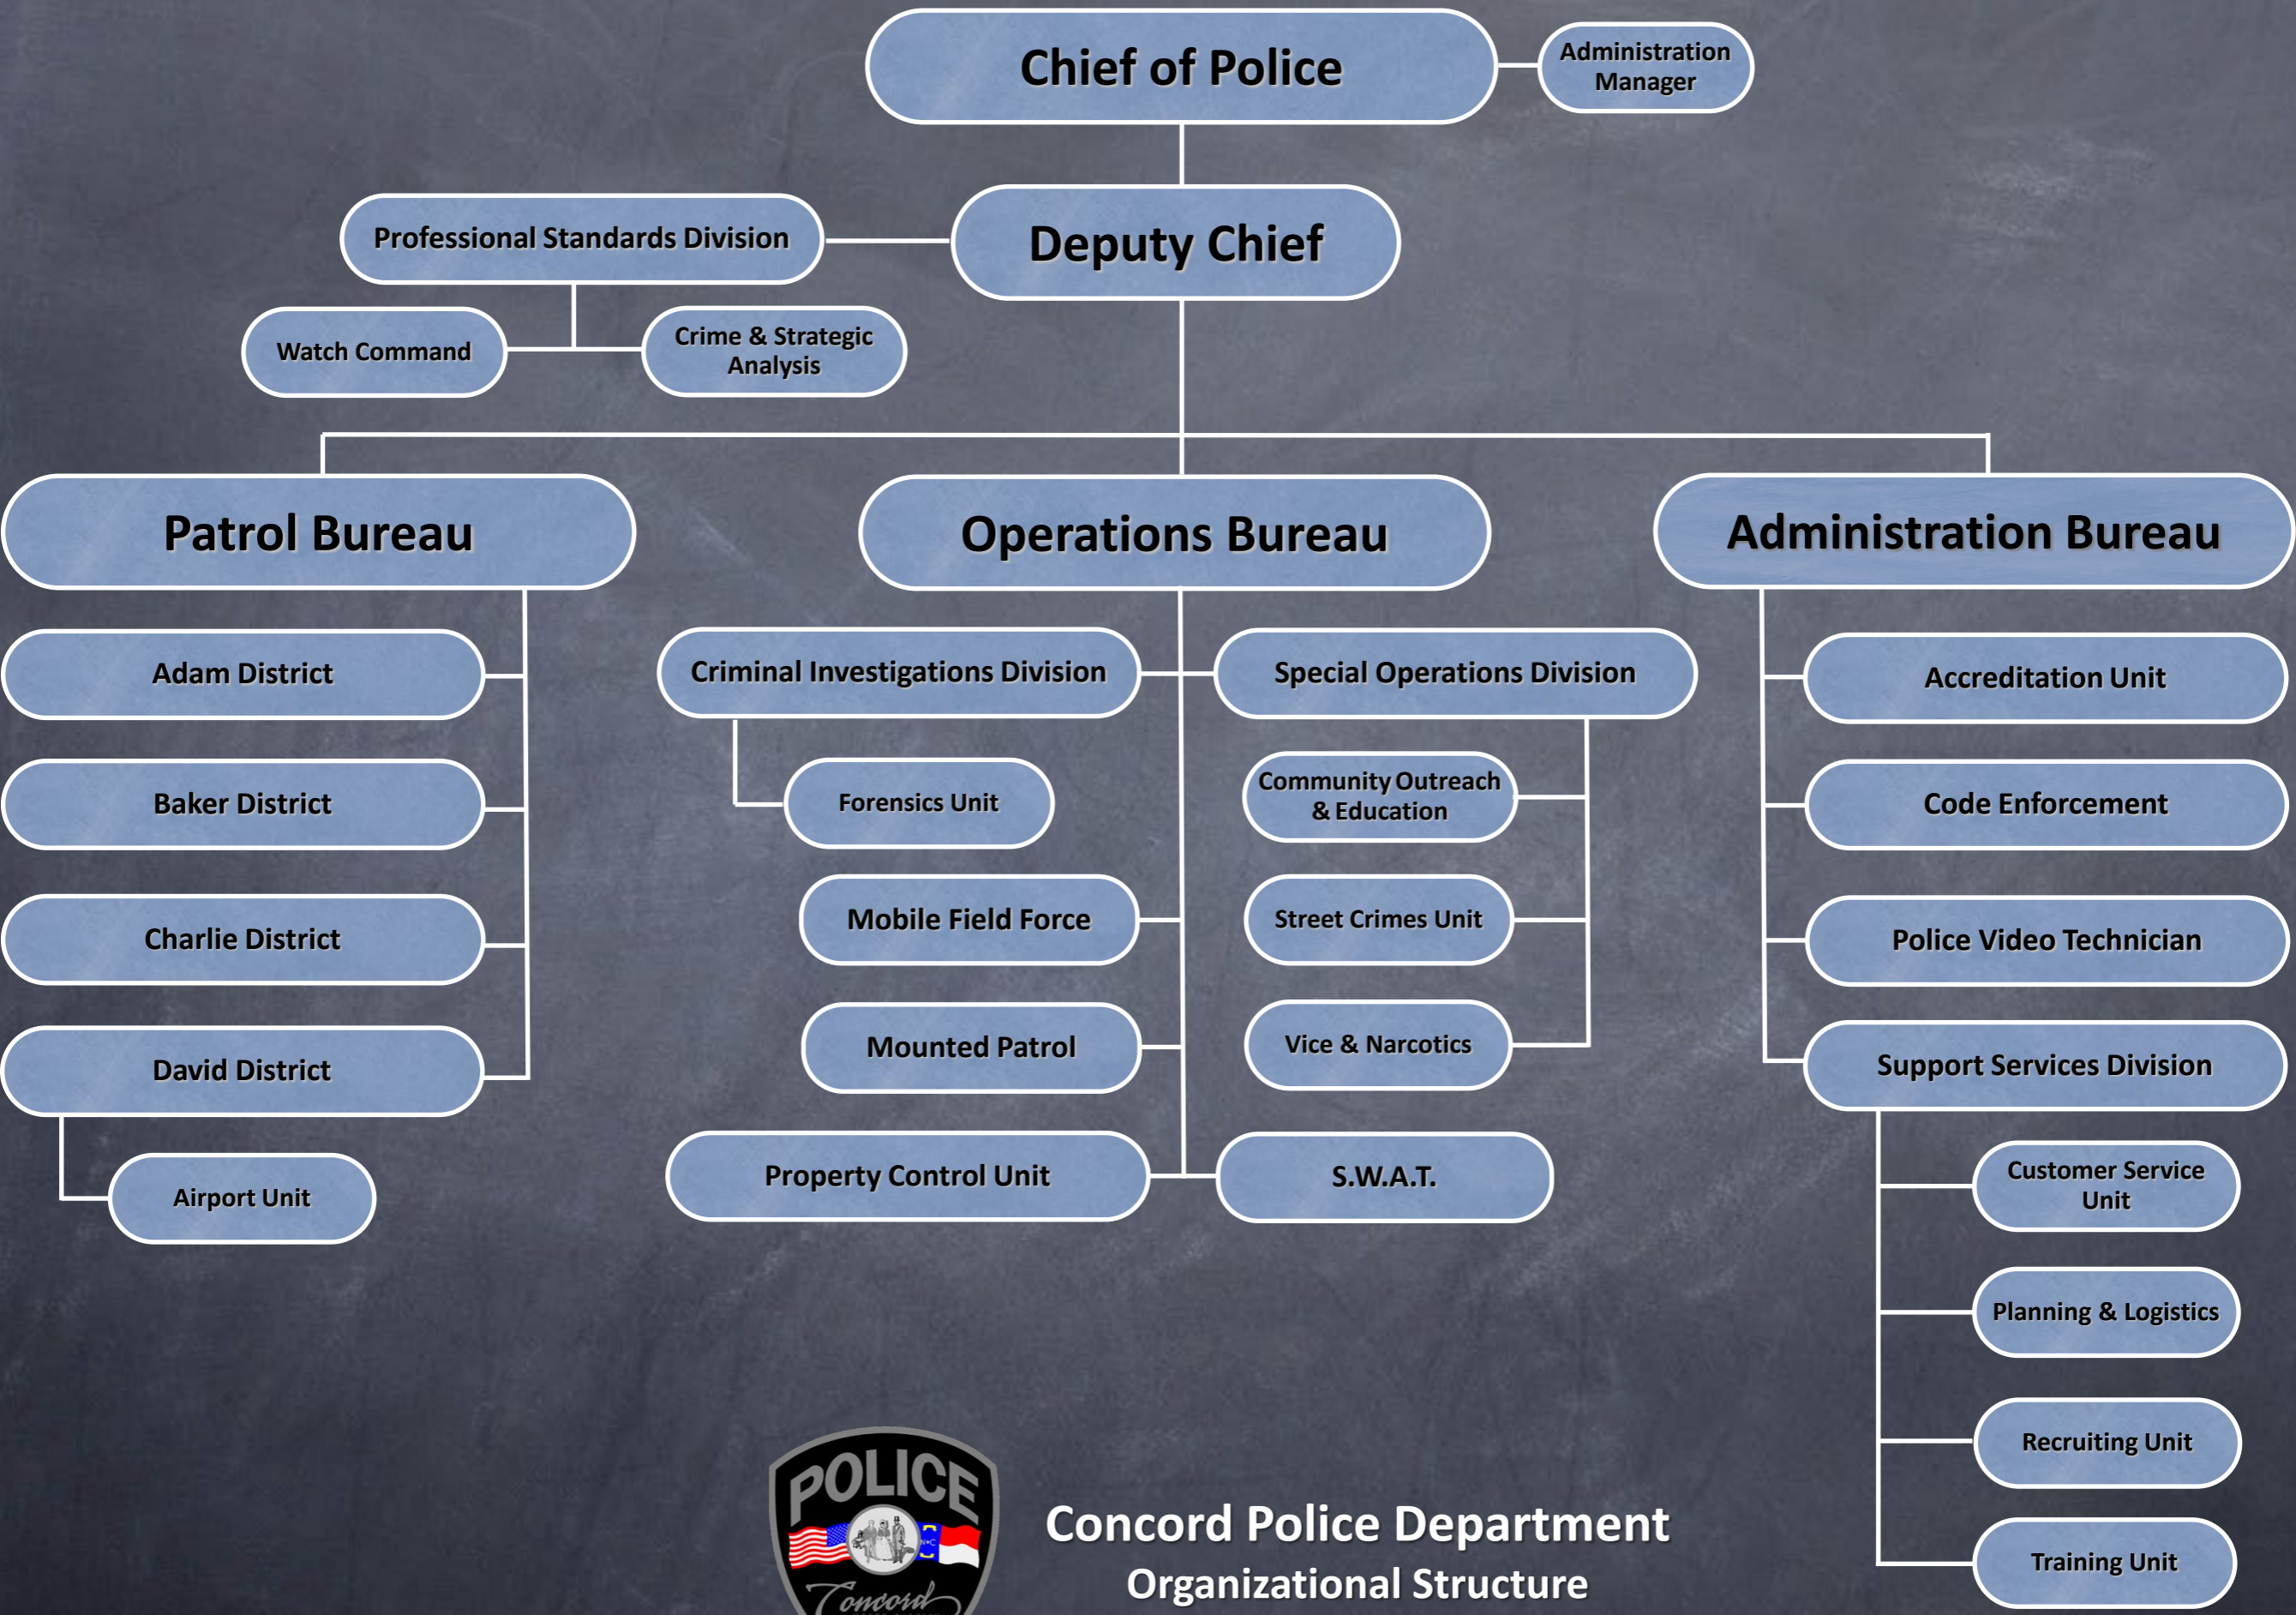 Chief of Police
Administration
Manager
Professional Standards Division
Deputy Chief
Watch Command
Crime & Strategic
Analysis
Patrol Bureau
Operations Bureau
Administration Bureau
Adam District
Baker District
Charlie District
David District
Airport Unit
Criminal Investigations Division
Special Operations Division
Forensics Unit
Community Outreach
& Education
Mobile Field Force
Street Crimes Unit
Mounted Patrol
Vice & Narcotics
Property Control Unit
S.W.A.T.
Accreditation Unit
Code Enforcement
Police Video Technician
Support Services Division
Customer Service
Unit
Planning & Logistics
Recruiting Unit
Training Unit
POLICE
N★C
Concord
Concord Police Department
Organizational Structure